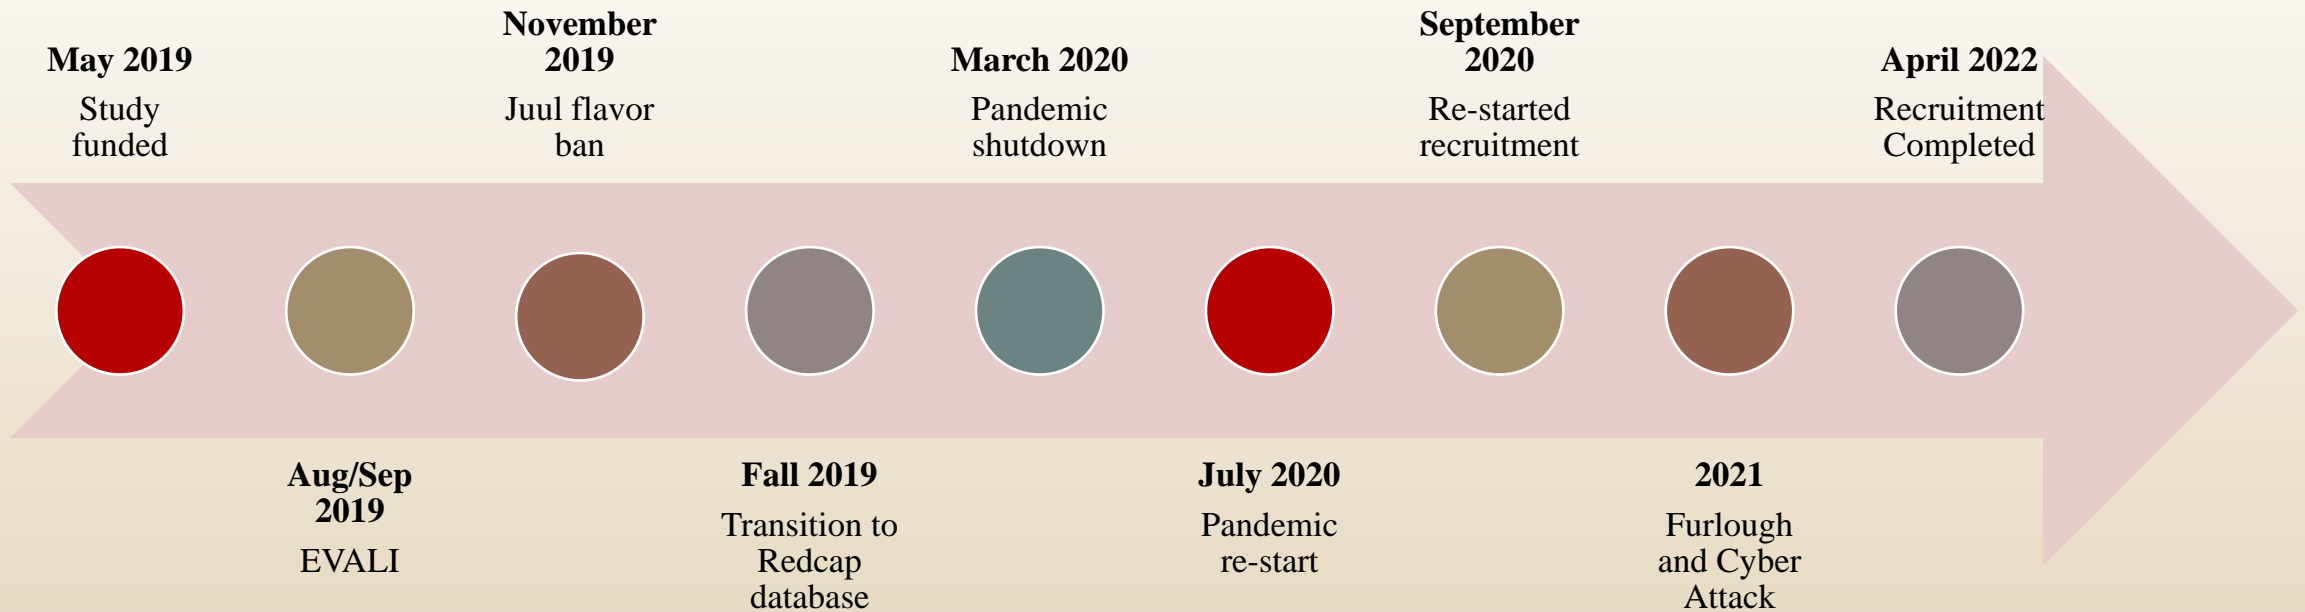 May 2019
Study
funded
Aug/Sep
2019
EVALI
November
2019
Juul flavor
ban
Fall 2019
Transition to
Redcap
database
March 2020
Pandemic
shutdown
July 2020
Pandemic
re-start
September
2020
Re-started
recruitment
2021
Furlough
and Cyber
Attack
April 2022
Recruitment
Completed